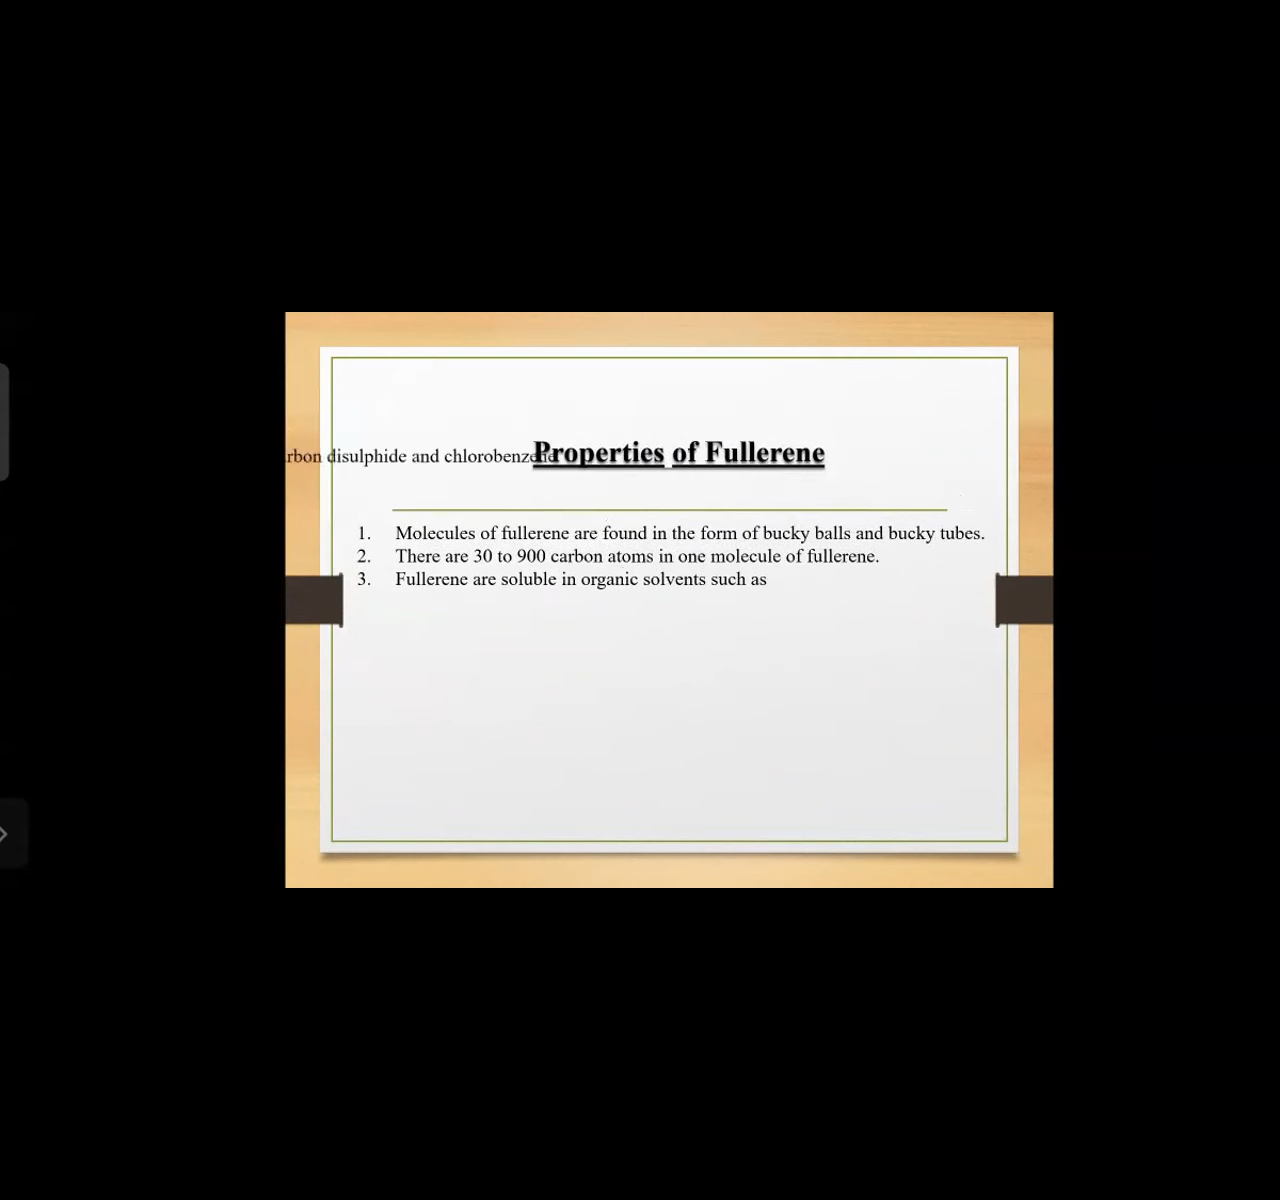 Properties of Fullerene
disulphide and chlorobenzene
1. Molecules of fullerene are found in the form of bucky balls and bucky tubes.
2. There are 30 to 900 carbon atoms in one molecule of fullerene.
3. Fullerene are soluble in organic solvents such as